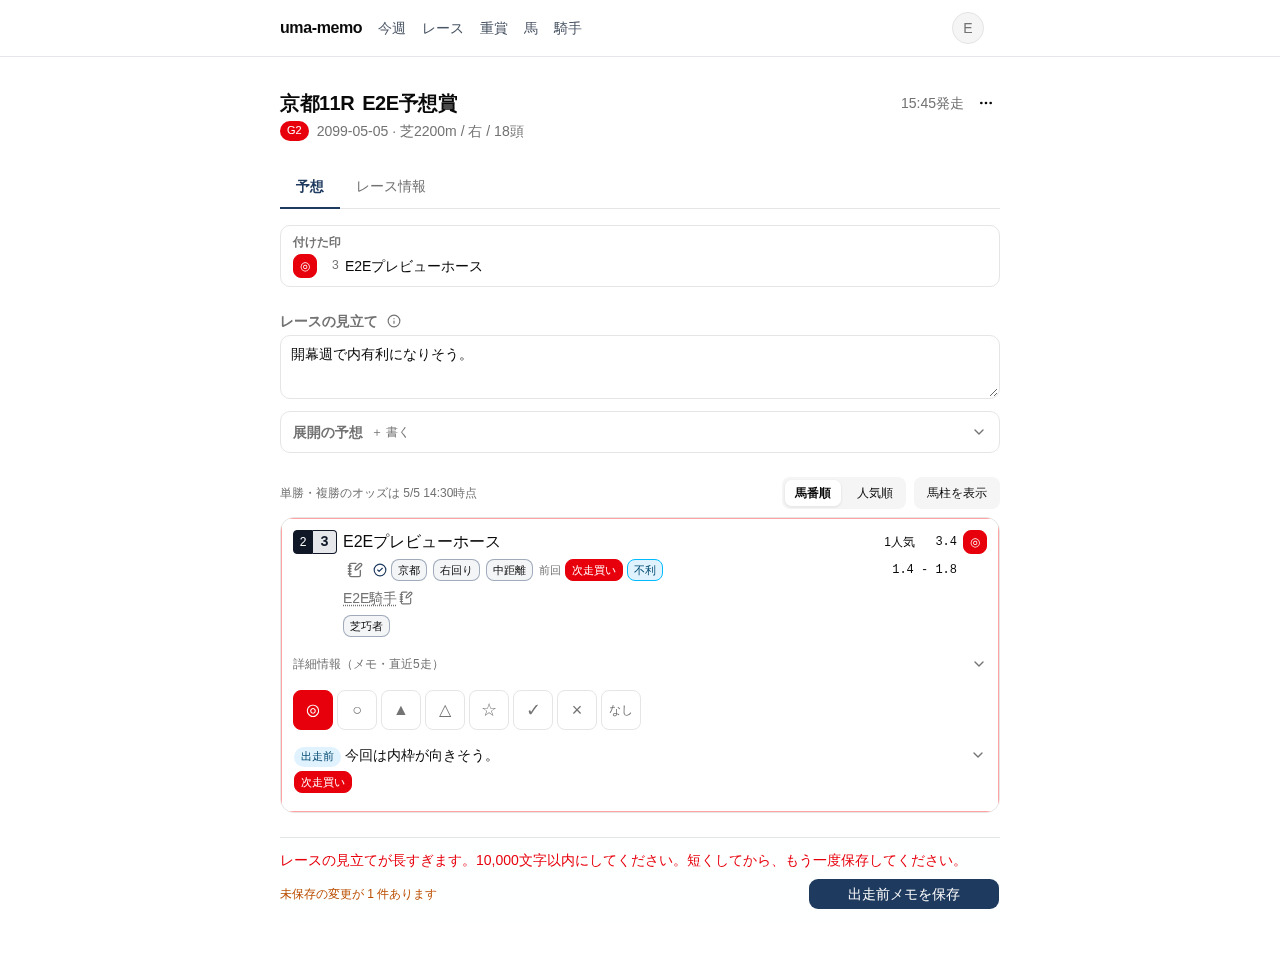 uma-memo 今週 レース 重賞 馬 騎手 E
京都11R E2E予想賞 15:45発走 ···
G2 2099-05-05 · 芝2200m / 右 / 18頭
予想 レース情報
付けた印
◎ 3 E2Eプレビューホース
レースの見立て
開幕週で内有利になりそう。
展開の予想 + 書く
単勝・複勝のオッズは 5/5 14:30時点 馬番順 人気順 馬柱を表示
2 3 E2Eプレビューホース 1人気 3.4 ◎
京都 右回り 中距離 前回 次走買い 不利 1.4 - 1.8
E2E騎手
芝巧者
詳細情報（メモ・直近5走）
◎ ○ ▲ △ ☆ ✓ × なし
出走前 今回は内枠が向きそう。
次走買い
レースの見立てが長すぎます。10,000文字以内にしてください。短くしてから、もう一度保存してください。
未保存の変更が 1 件あります 出走前メモを保存